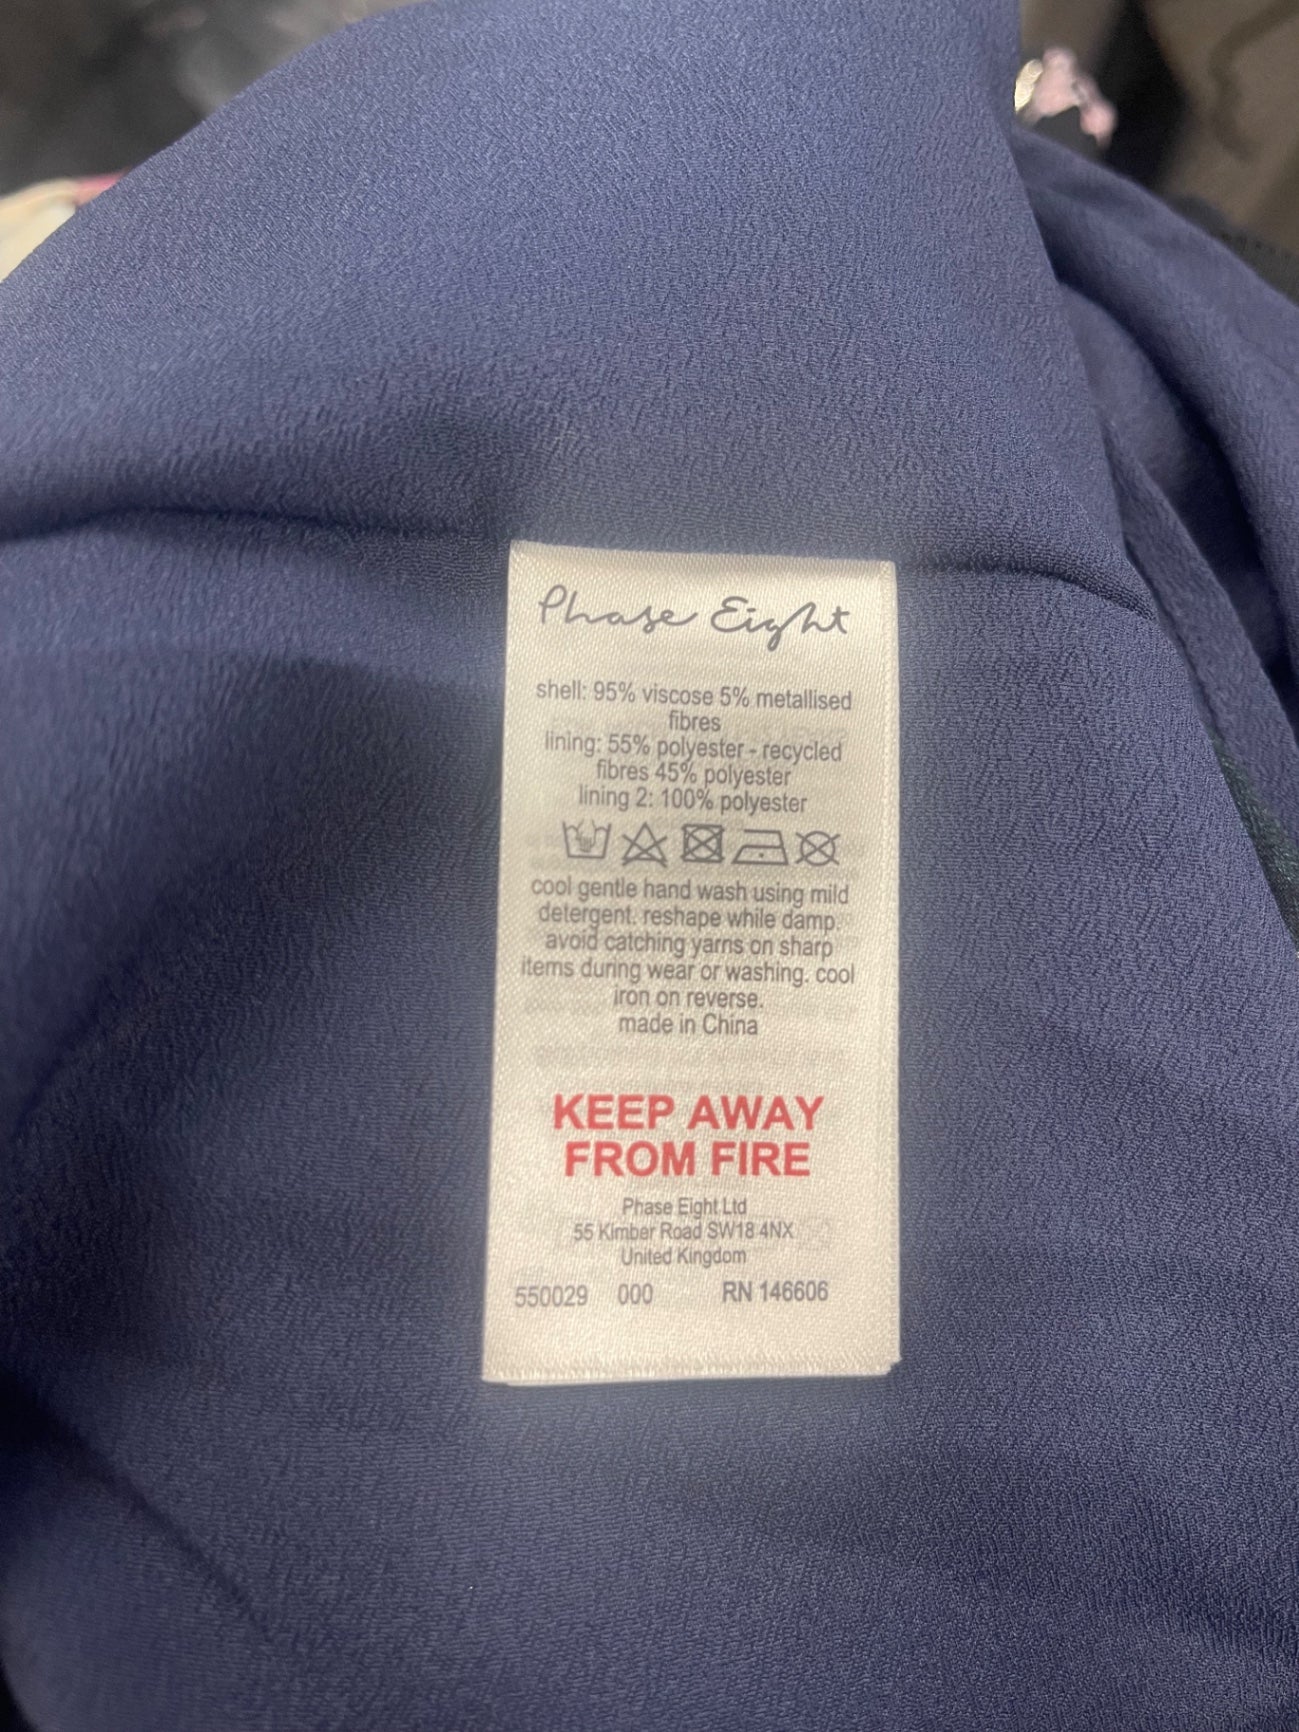 Phase Eight
shell: 95% viscose 5% metallised
fibres
lining: 55% polyester - recycled
fibres 45% polyester
lining 2: 100% polyester
cool gentle hand wash using mild
detergent. reshape while damp.
avoid catching yarns on sharp
items during wear or washing. cool
iron on reverse.
made in China
KEEP AWAY
FROM FIRE
Phase Eight Ltd
55 Kimber Road SW18 4NX
United Kingdom
550029 000 RN 146606